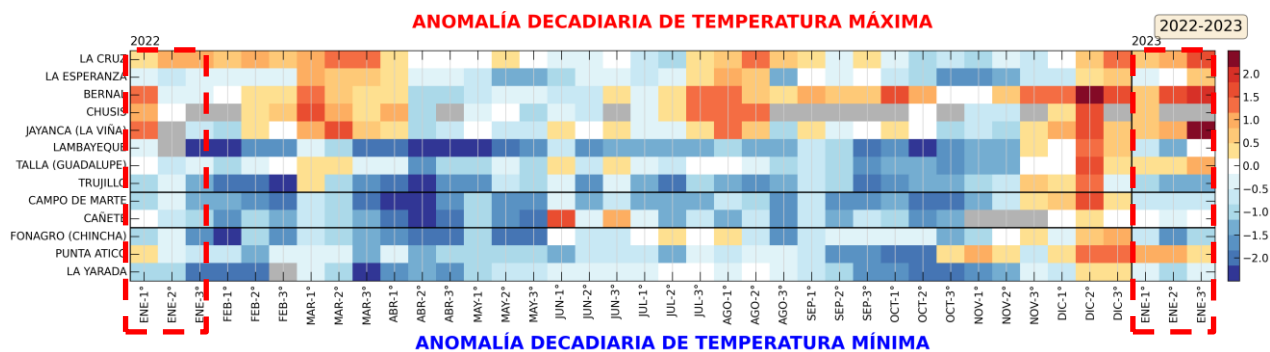 ANOMALÍA DECADIARIA DE TEMPERATURA MÁXIMA
2022-2023
2022
2023
LA CRUZ
LA ESPERANZA
BERNAL
CHUSIS
JAYANCA (LA VIÑA)
LAMBAYEQUE
TALLA (GUADALUPE)
TRUJILLO
CAMPO DE MARTE
CAÑETE
FONAGRO (CHINCHA)
PUNTA ATICO
LA YARADA
2.0
1.5
1.0
0.5
0.0
−0.5
−1.0
−1.5
−2.0
ENE-1°
ENE-2°
ENE-3°
FEB-1°
FEB-2°
FEB-3°
MAR-1°
MAR-2°
MAR-3°
ABR-1°
ABR-2°
ABR-3°
MAY-1°
MAY-2°
MAY-3°
JUN-1°
JUN-2°
JUN-3°
JUL-1°
JUL-2°
JUL-3°
AGO-1°
AGO-2°
AGO-3°
SEP-1°
SEP-2°
SEP-3°
OCT-1°
OCT-2°
OCT-3°
NOV-1°
NOV-2°
NOV-3°
DIC-1°
DIC-2°
DIC-3°
ENE-1°
ENE-2°
ENE-3°
ANOMALÍA DECADIARIA DE TEMPERATURA MÍNIMA